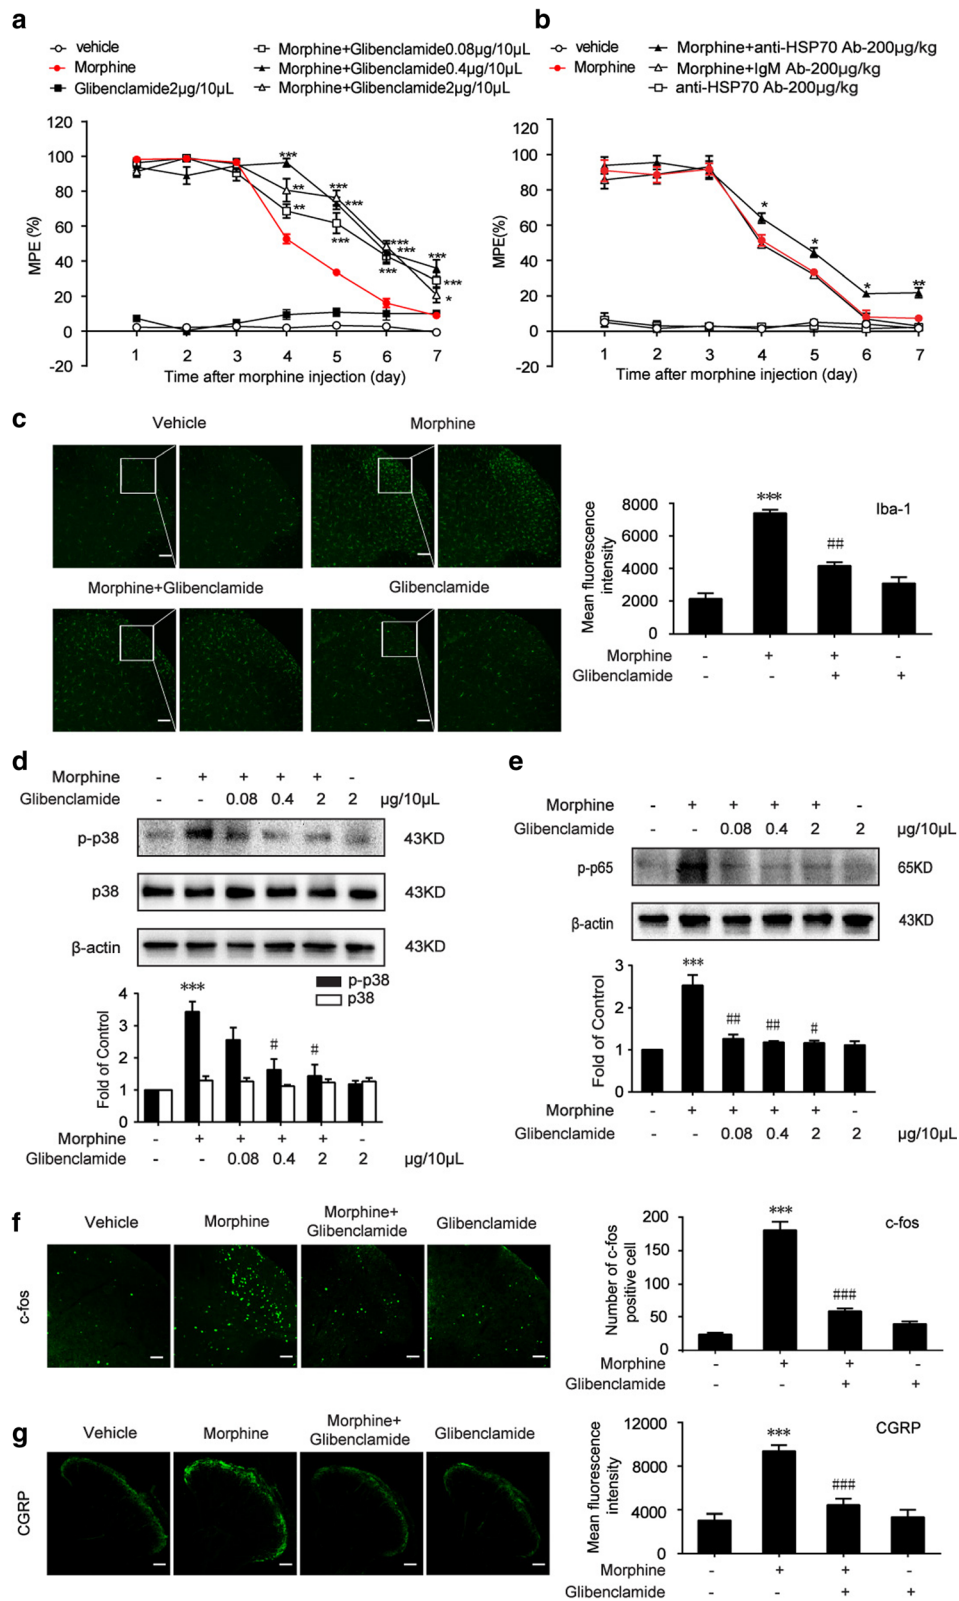 a
vehicle
Morphine
Glibenclamide2µg/10µL
Morphine+Glibenclamide0.08µg/10µL
Morphine+Glibenclamide0.4µg/10µL
Morphine+Glibenclamide2µg/10µL
MPE (%)
120
100
80
60
40
20
0
-20
***
**
**
***
***
***
***
***
***
***
***
*
1 2 3 4 5 6 7
Time after morphine injection (day)
b
vehicle
Morphine
Morphine+anti-HSP70 Ab-200µg/kg
Morphine+IgM Ab-200µg/kg
anti-HSP70 Ab-200µg/kg
MPE(%)
120
100
80
60
40
20
0
-20
*
*
*
**
1 2 3 4 5 6 7
Time after morphine injection (day)
c
Vehicle
Morphine
Morphine+Glibenclamide
Glibenclamide
Mean fluorescence
intensity
8000
6000
4000
2000
0
***
##
Iba-1
Morphine - + + -
Glibenclamide - - + +
d
Morphine - + + + + -
Glibenclamide - - 0.08 0.4 2 2 µg/10µL
p-p38 43KD
p38 43KD
β-actin 43KD
p-p38
p38
Fold of Control
4
3
2
1
0
***
#
#
Morphine - + + + + -
Glibenclamide - - 0.08 0.4 2 2 µg/10µL
e
Morphine - + + + + -
Glibenclamide - - 0.08 0.4 2 2 µg/10µL
p-p65 65KD
β-actin 43KD
Fold of Control
3
2
1
0
***
##
##
#
Morphine - + + + + -
Glibenclamide - - 0.08 0.4 2 2 µg/10µL
f
Vehicle
Morphine
Morphine+
Glibenclamide
Glibenclamide
c-fos
Number of c-fos
positive cell
200
150
100
50
0
***
###
c-fos
Morphine - + + -
Glibenclamide - - + +
g
Vehicle
Morphine
Morphine+
Glibenclamide
Glibenclamide
CGRP
Mean fluorescence
intensity
12000
8000
4000
0
***
###
CGRP
Morphine - + + -
Glibenclamide - - + +